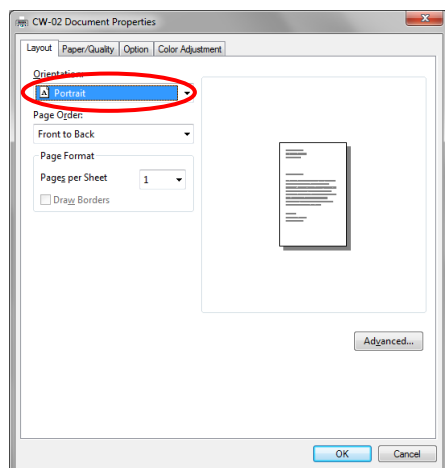 CW-02 Document Properties
Layout Paper/Quality Option Color Adjustment
Orientation:
Portrait
Page Order:
Front to Back
Page Format
Pages per Sheet 1
Draw Borders
Advanced...
OK Cancel